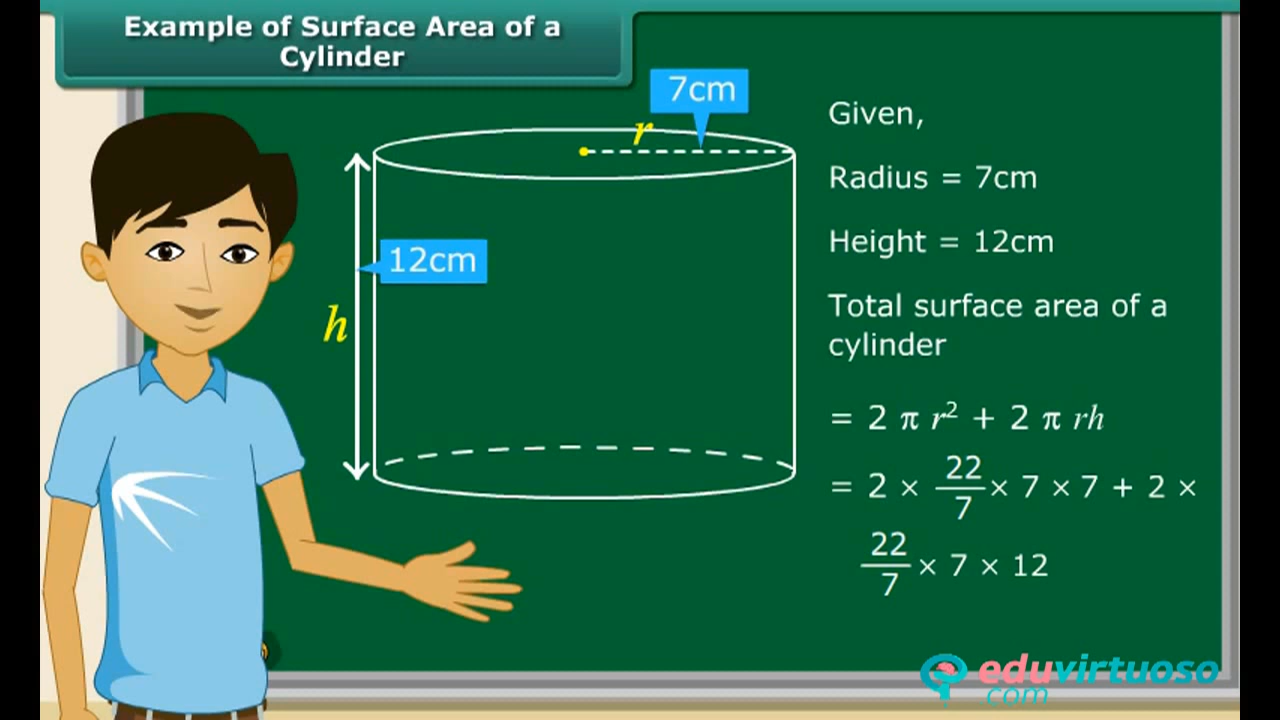 Example of Surface Area of a
Cylinder
7cm
r
12cm
h
Given,
Radius = 7cm
Height = 12cm
Total surface area of a
cylinder
= 2 π r² + 2 π rh
= 2 × 22/7 × 7 × 7 + 2 ×
22/7 × 7 × 12
eduvirtuoso
.com